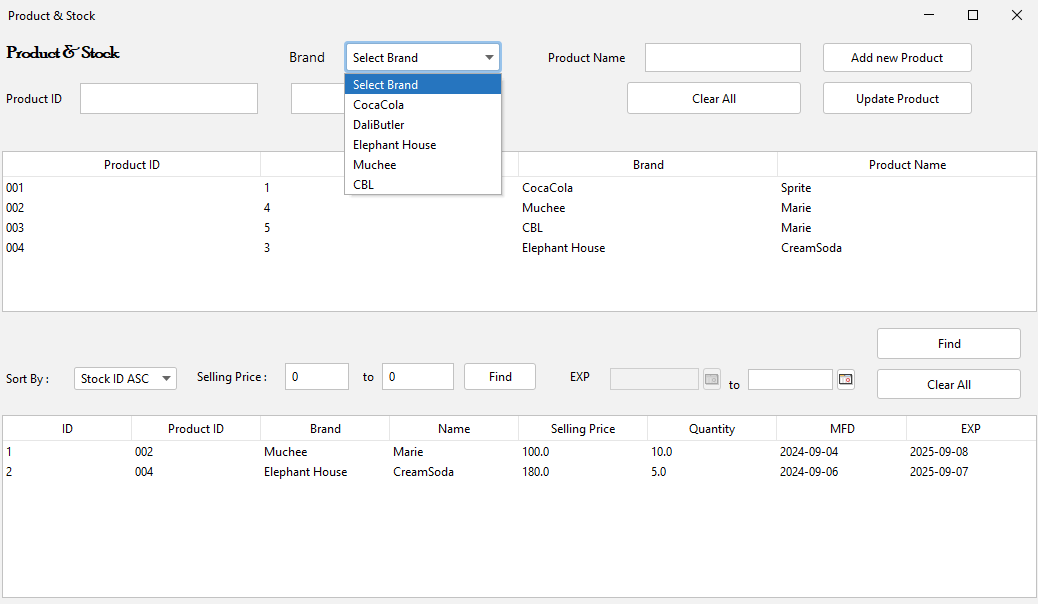 Product & Stock
Product & Stock
Brand
Select Brand
Product Name
Add new Product
Select Brand
CocaCola
DaliButler
Elephant House
Muchee
CBL
Product ID
Clear All
Update Product
Product ID Brand Product Name
001 1 CocaCola Sprite
002 4 Muchee Marie
003 5 CBL Marie
004 3 Elephant House CreamSoda
Find
Sort By : Stock ID ASC Selling Price : 0 to 0 Find EXP to
Clear All
ID Product ID Brand Name Selling Price Quantity MFD EXP
1 002 Muchee Marie 100.0 10.0 2024-09-04 2025-09-08
2 004 Elephant House CreamSoda 180.0 5.0 2024-09-06 2025-09-07